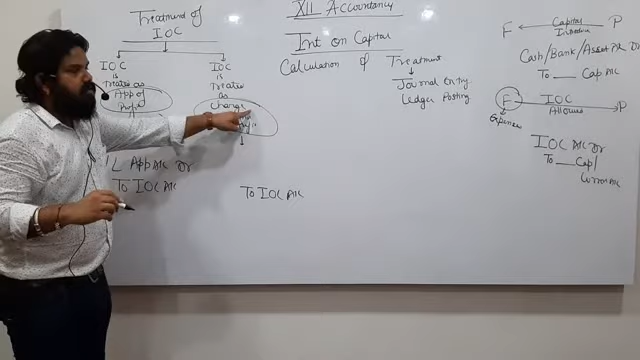 Treatment of
IOC
IOC
is
Treated as
App of
Profit
IOC
is
Treated
as
Charge
P/L App A/c Dr
To IOC A/c
To IOC A/c
XII Accountancy
Int on Capital
Calculation of Treatment
Journal Entry
Ledger Posting
F Capital P
Introduce
Cash/Bank/Asset A/c Dr
To ___ Cap A/c
F IOC P
Allowed
Expenses
IOC A/c Dr
To ___ Cap/
Current A/c